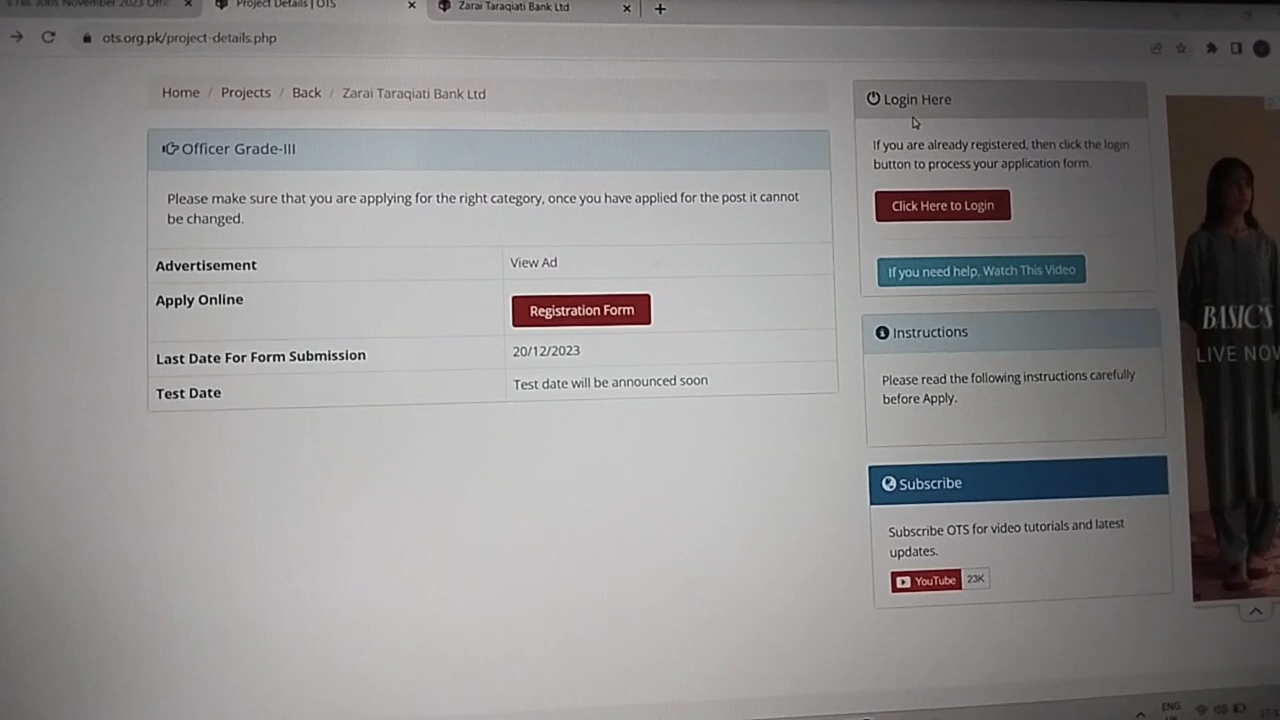 Jobs November 2023
Project Details | OTS
Zarai Taraqiati Bank Ltd
ots.org.pk/project-details.php
Home / Projects / Back / Zarai Taraqiati Bank Ltd
Officer Grade-III
Please make sure that you are applying for the right category, once you have applied for the post it cannot
be changed.
Advertisement View Ad
Apply Online Registration Form
Last Date For Form Submission 20/12/2023
Test Date Test date will be announced soon
Login Here
If you are already registered, then click the login
button to process your application form.
Click Here to Login
If you need help, Watch This Video
Instructions
Please read the following instructions carefully
before Apply.
Subscribe
Subscribe OTS for video tutorials and latest
updates.
YouTube 23K
BASICS
LIVE NOW
ENG